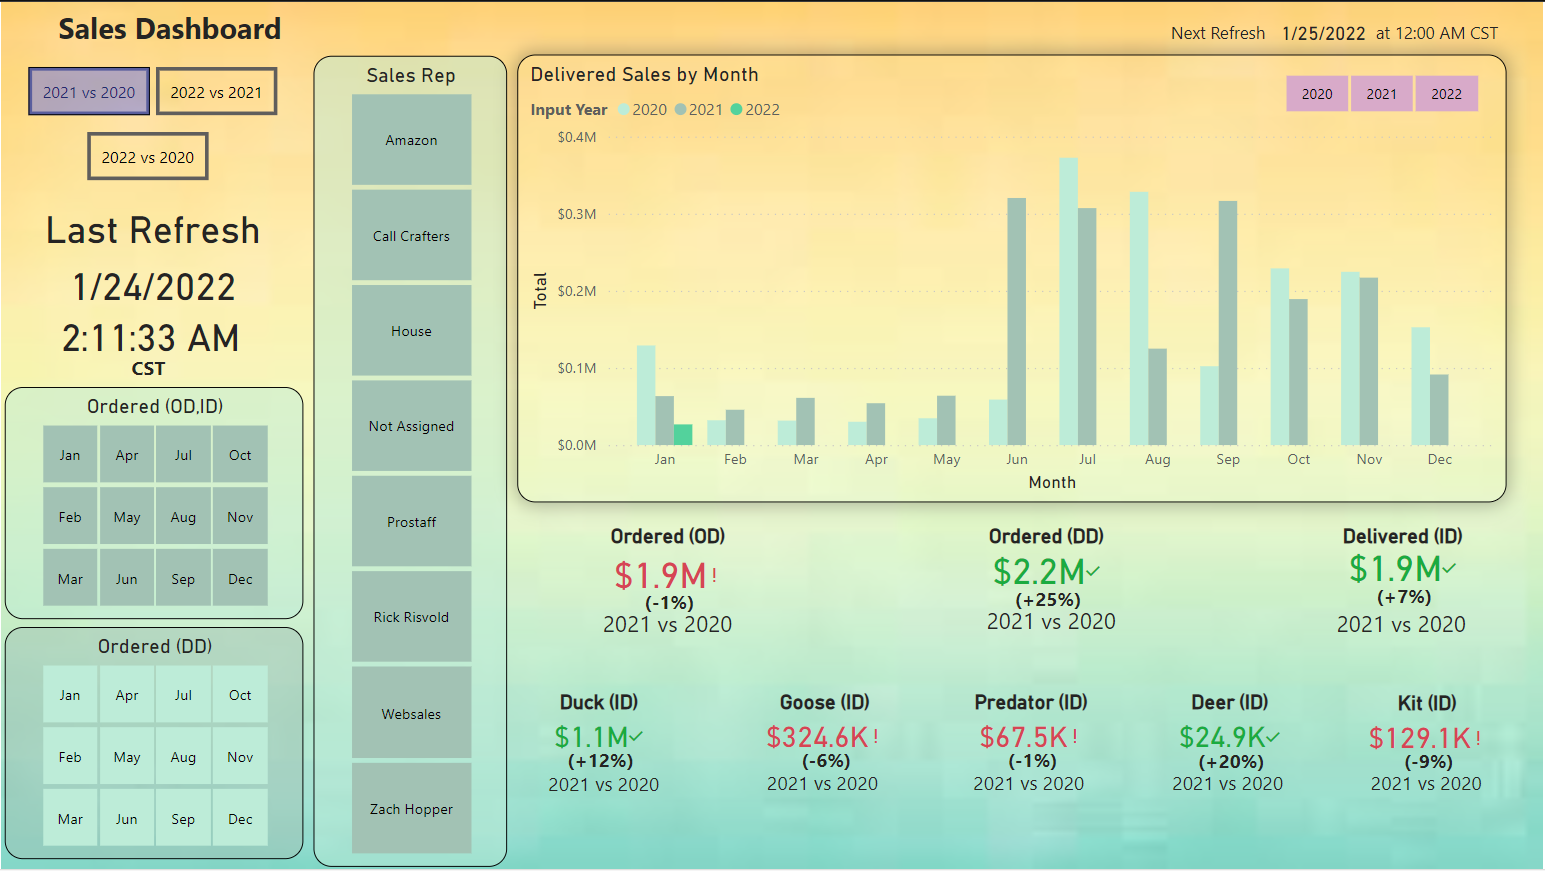 Sales Dashboard
Next Refresh 1/25/2022 at 12:00 AM CST
2021 vs 2020
2022 vs 2021
2022 vs 2020
Last Refresh
1/24/2022
2:11:33 AM
CST
Ordered (OD,ID)
Jan Apr Jul Oct
Feb May Aug Nov
Mar Jun Sep Dec
Ordered (DD)
Jan Apr Jul Oct
Feb May Aug Nov
Mar Jun Sep Dec
Sales Rep
Amazon
Call Crafters
House
Not Assigned
Prostaff
Rick Risvold
Websales
Zach Hopper
Delivered Sales by Month
Input Year 2020 2021 2022
2020 2021 2022
$0.4M
$0.3M
$0.2M
$0.1M
$0.0M
Total
Jan Feb Mar Apr May Jun Jul Aug Sep Oct Nov Dec
Month
Ordered (OD)
$1.9M!
(-1%)
2021 vs 2020
Ordered (DD)
$2.2M✓
(+25%)
2021 vs 2020
Delivered (ID)
$1.9M✓
(+7%)
2021 vs 2020
Duck (ID)
$1.1M✓
(+12%)
2021 vs 2020
Goose (ID)
$324.6K!
(-6%)
2021 vs 2020
Predator (ID)
$67.5K!
(-1%)
2021 vs 2020
Deer (ID)
$24.9K✓
(+20%)
2021 vs 2020
Kit (ID)
$129.1K!
(-9%)
2021 vs 2020